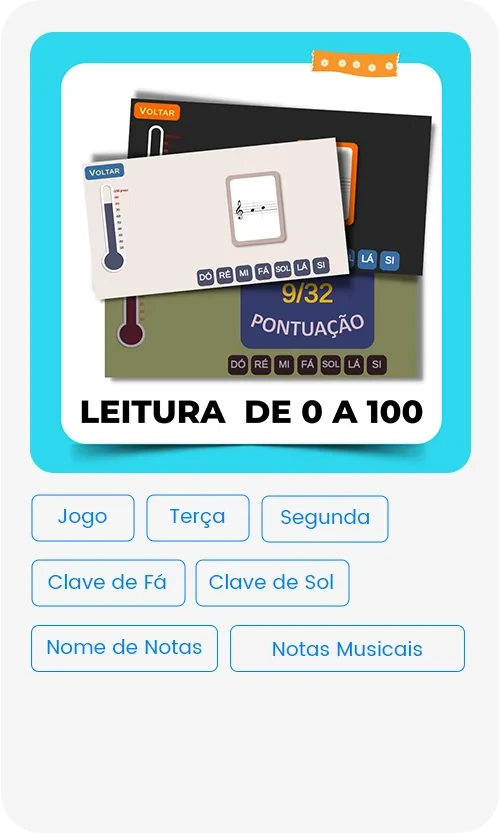 VOLTAR
VOLTAR
DÓ RÉ MI FÁ SOL LÁ SI
LÁ SI
9/32
PONTUAÇÃO
DÓ RÉ MI FÁ SOL LÁ SI
LEITURA DE 0 A 100
Jogo Terça Segunda
Clave de Fá Clave de Sol
Nome de Notas Notas Musicais